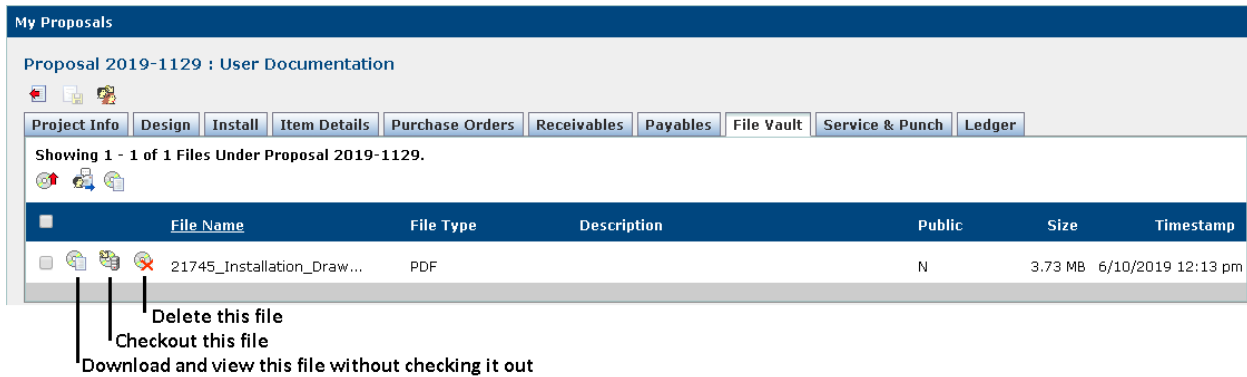 My Proposals
Proposal 2019-1129 : User Documentation
Project Info Design Install Item Details Purchase Orders Receivables Payables File Vault Service & Punch Ledger
Showing 1 - 1 of 1 Files Under Proposal 2019-1129.
File Name File Type Description Public Size Timestamp
21745_Installation_Draw... PDF N 3.73 MB 6/10/2019 12:13 pm
Delete this file
Checkout this file
Download and view this file without checking it out